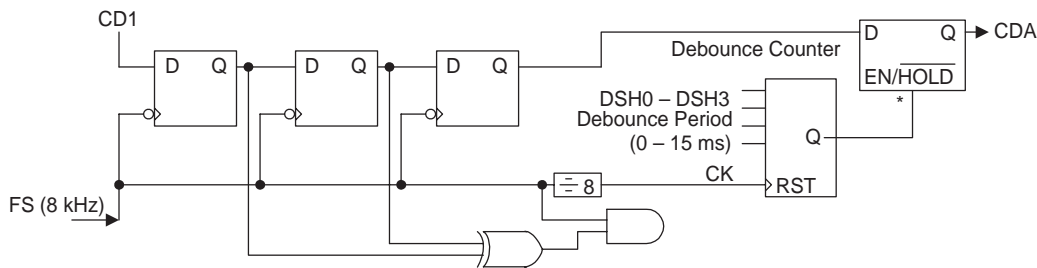 CD1
D Q
D Q
D Q
Debounce Counter
D Q
CDA
EN/HOLD
*
DSH0 – DSH3
Debounce Period
(0 – 15 ms)
Q
CK
RST
÷ 8
FS (8 kHz)